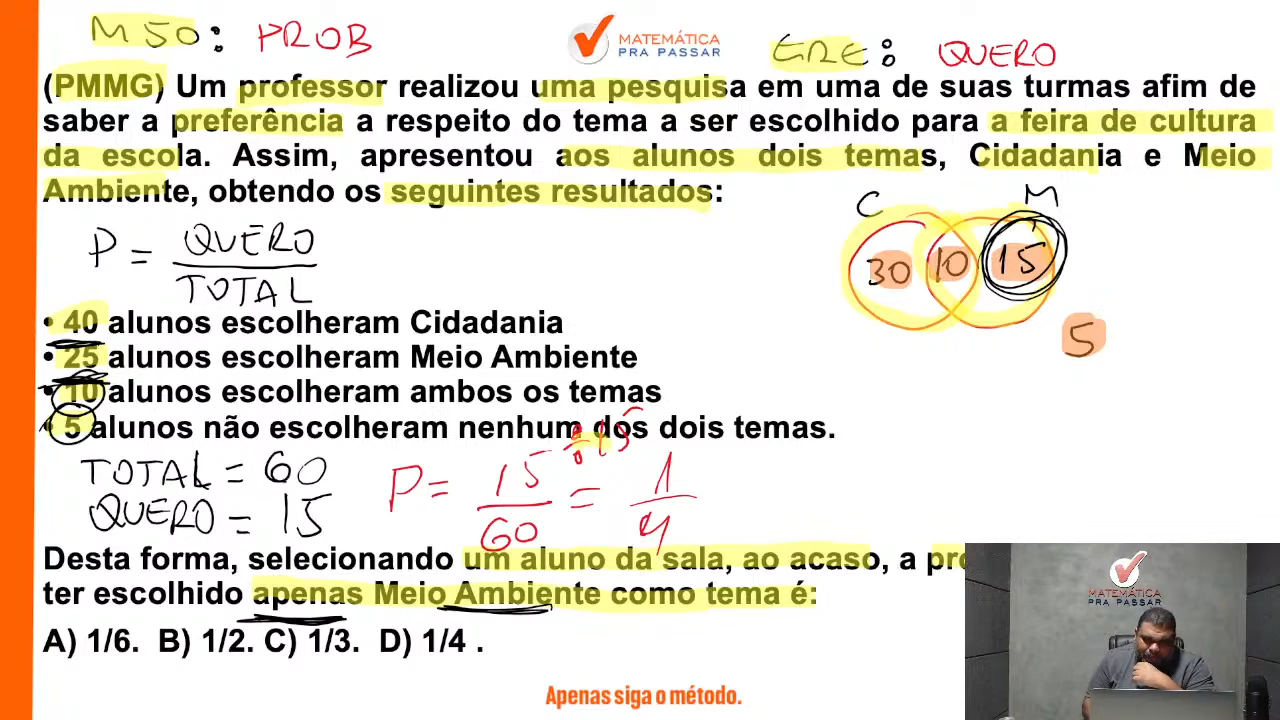 M50: PROB
MATEMÁTICA
PRA PASSAR
GRE: QUERO
(PMMG) Um professor realizou uma pesquisa em uma de suas turmas afim de
saber a preferência a respeito do tema a ser escolhido para a feira de cultura
da escola. Assim, apresentou aos alunos dois temas, Cidadania e Meio
Ambiente, obtendo os seguintes resultados:
C M
30 10 15
5
P = QUERO
TOTAL
• 40 alunos escolheram Cidadania
• 25 alunos escolheram Meio Ambiente
• 10 alunos escolheram ambos os temas
• 5 alunos não escolheram nenhum dos dois temas.
TOTAL = 60
QUERO = 15
P = 15/60 ÷15 = 1/4
Desta forma, selecionando um aluno da sala, ao acaso, a
ter escolhido apenas Meio Ambiente como tema é:
A) 1/6. B) 1/2. C) 1/3. D) 1/4 .
MATEMÁTICA
PRA PASSAR
Apenas siga o método.